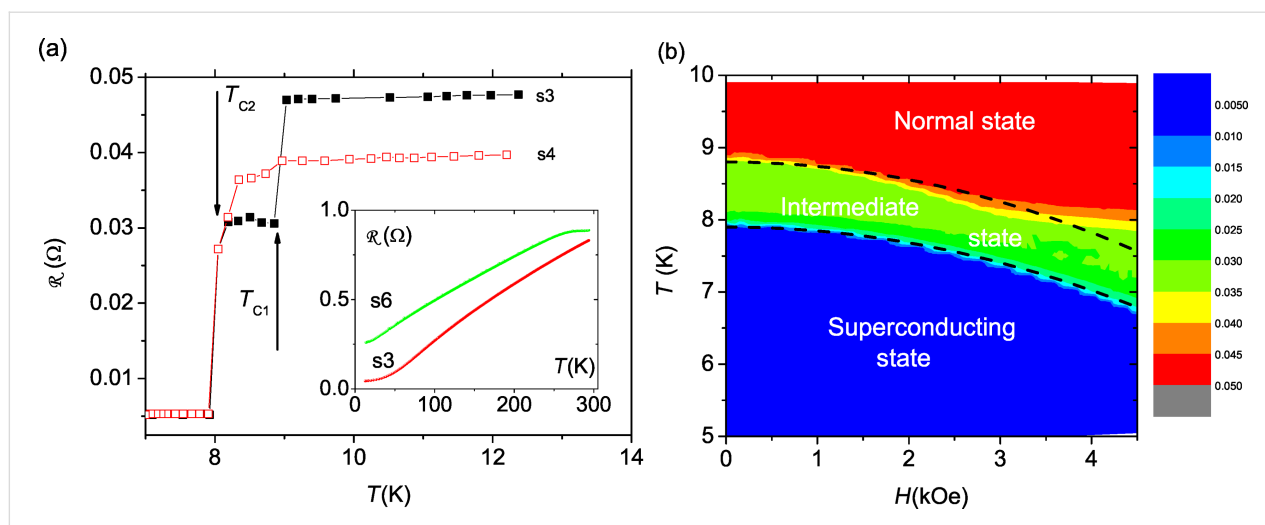 (a)
0.05
0.04
0.03
0.02
0.01
ℛ(Ω)
T_C2
T_C1
s3
s4
8
10
12
14
T(K)
1.0
0.5
0.0
ℛ(Ω)
s6
s3
T(K)
0
100
200
300
(b)
10
9
8
7
6
5
T(K)
Normal state
Intermediate
state
Superconducting
state
0
1
2
3
4
H(kOe)
0.0050
0.010
0.015
0.020
0.025
0.030
0.035
0.040
0.045
0.050